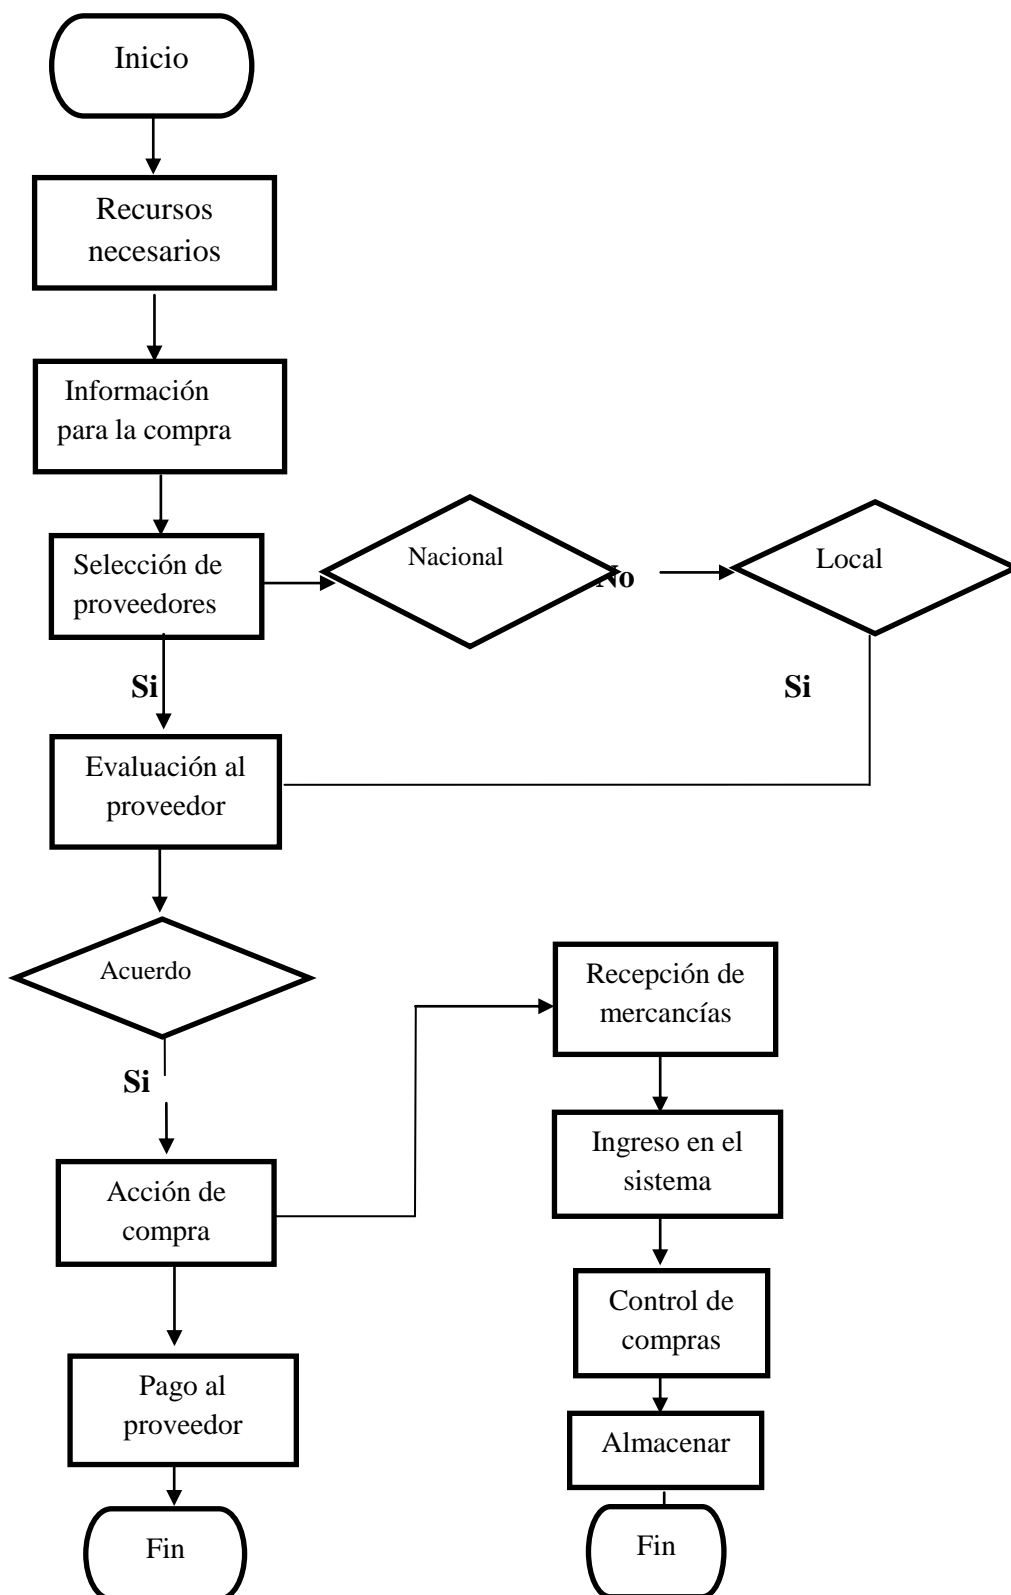 Inicio
Recursos
necesarios
Información
para la compra
Selección de
proveedores
Nacional
No
Local
Si
Si
Evaluación al
proveedor
Acuerdo
Si
Acción de
compra
Pago al
proveedor
Fin
Recepción de
mercancías
Ingreso en el
sistema
Control de
compras
Almacenar
Fin